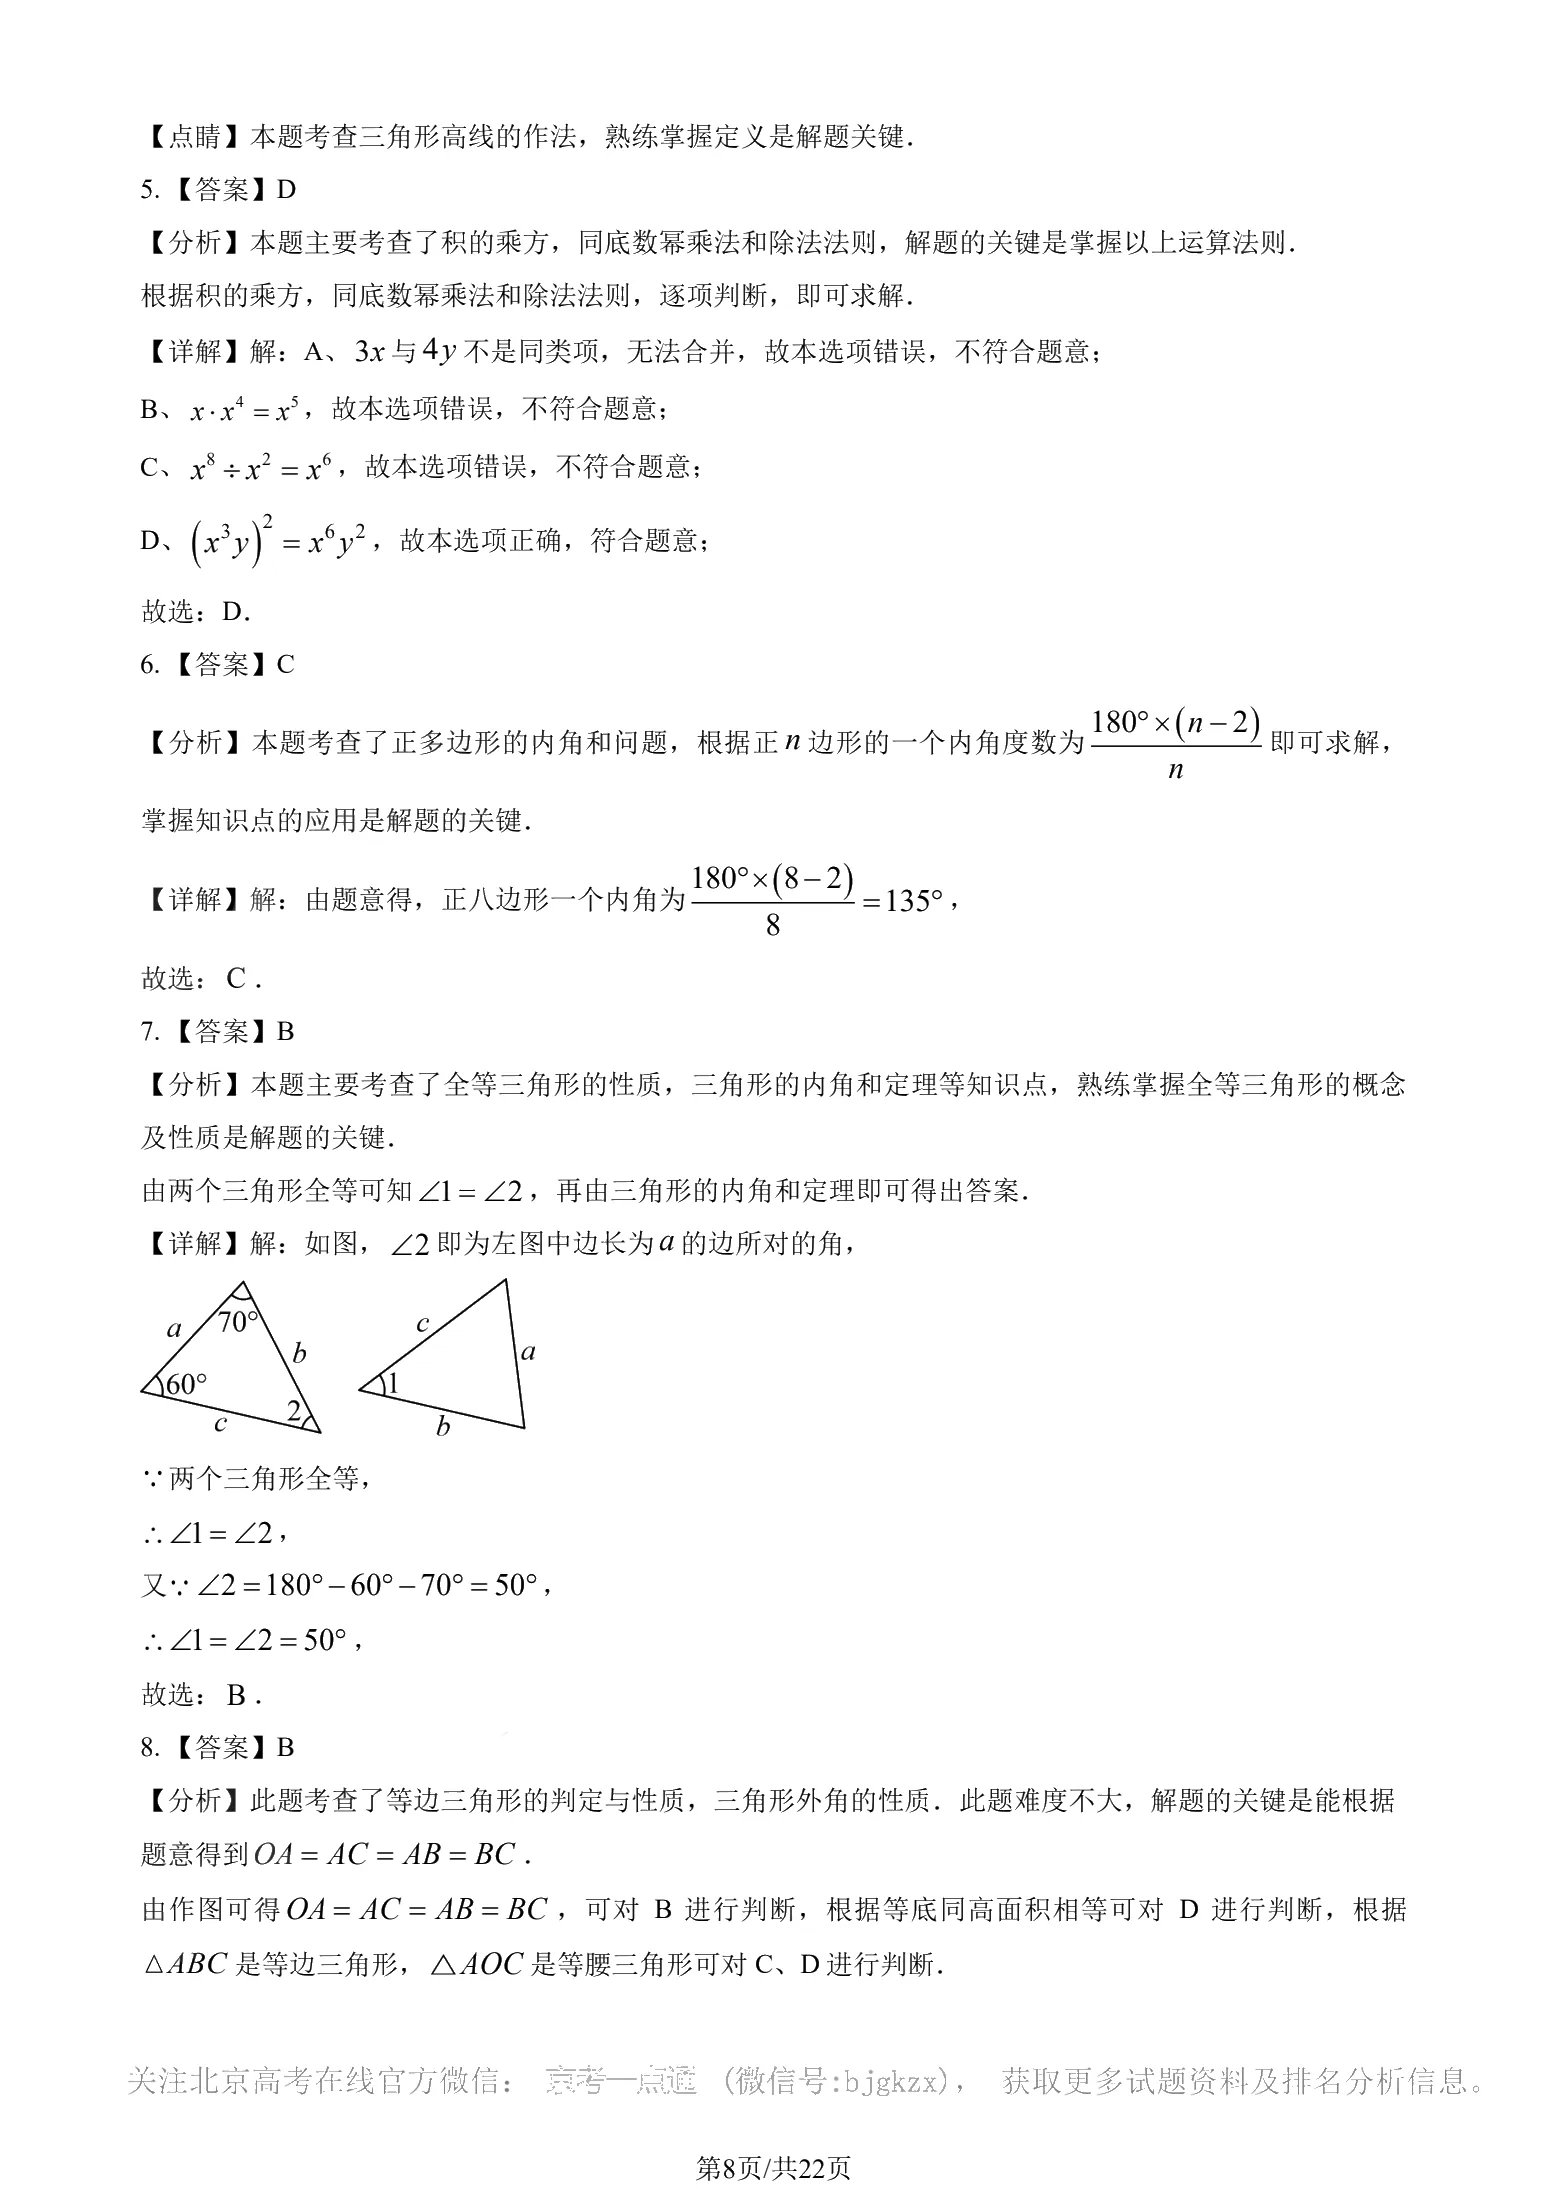 【点睛】本题考查三角形高线的作法，熟练掌握定义是解题关键．
5. 【答案】D
【分析】本题主要考查了积的乘方，同底数幂乘法和除法法则，解题的关键是掌握以上运算法则．
根据积的乘方，同底数幂乘法和除法法则，逐项判断，即可求解．
【详解】解：A、3x与4y不是同类项，无法合并，故本选项错误，不符合题意；
B、x·x⁴=x⁵，故本选项错误，不符合题意；
C、x⁸÷x²=x⁶，故本选项错误，不符合题意；
D、(x³y)²=x⁶y²，故本选项正确，符合题意；
故选：D．
6. 【答案】C
【分析】本题考查了正多边形的内角和问题，根据正n边形的一个内角度数为180°×(n−2)/n即可求解，
掌握知识点的应用是解题的关键．
【详解】解：由题意得，正八边形一个内角为180°×(8−2)/8=135°，
故选：C．
7. 【答案】B
【分析】本题主要考查了全等三角形的性质，三角形的内角和定理等知识点，熟练掌握全等三角形的概念
及性质是解题的关键．
由两个三角形全等可知∠1=∠2，再由三角形的内角和定理即可得出答案．
【详解】解：如图，∠2即为左图中边长为a的边所对的角，
a 70° b 60° 2 c
c a 1 b
∵两个三角形全等，
∴∠1=∠2，
又∵∠2=180°−60°−70°=50°，
∴∠1=∠2=50°，
故选：B．
8. 【答案】B
【分析】此题考查了等边三角形的判定与性质，三角形外角的性质．此题难度不大，解题的关键是能根据
题意得到OA=AC=AB=BC．
由作图可得OA=AC=AB=BC，可对 B 进行判断，根据等底同高面积相等可对 D 进行判断，根据
△ABC是等边三角形，△AOC是等腰三角形可对 C、D进行判断．
关注北京高考在线官方微信： 京考一点通 (微信号:bjgkzx)， 获取更多试题资料及排名分析信息。
第8页/共22页